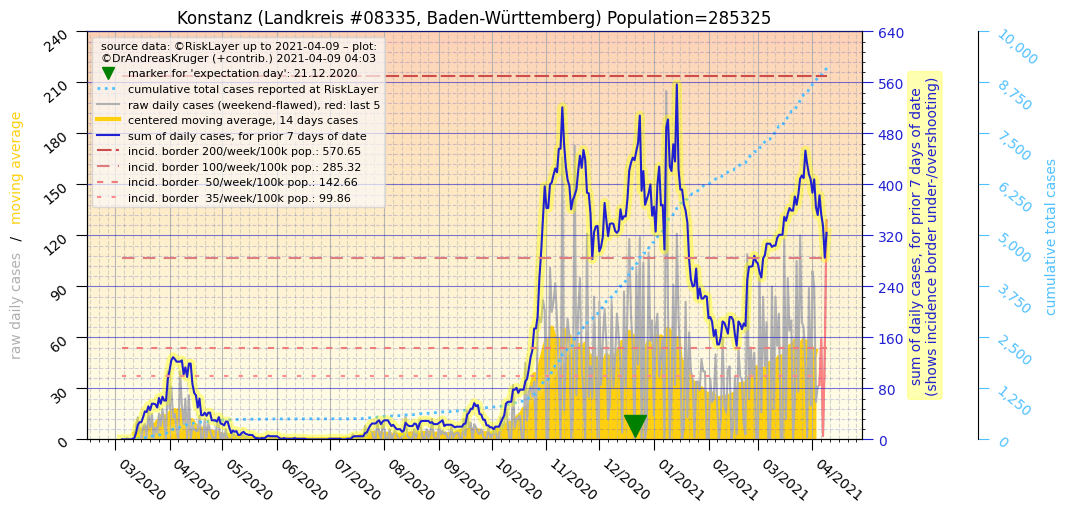 Konstanz (Landkreis #08335, Baden-Württemberg) Population=285325
source data: ©RiskLayer up to 2021-04-09 – plot:
©DrAndreasKruger (+contrib.) 2021-04-09 04:03
marker for 'expectation day': 21.12.2020
cumulative total cases reported at RiskLayer
raw daily cases (weekend-flawed), red: last 5
centered moving average, 14 days cases
sum of daily cases, for prior 7 days of date
incid. border 200/week/100k pop.: 570.65
incid. border 100/week/100k pop.: 285.32
incid. border  50/week/100k pop.: 142.66
incid. border  35/week/100k pop.: 99.86
raw daily cases / moving average
240
210
180
150
120
90
60
30
0
03/2020
04/2020
05/2020
06/2020
07/2020
08/2020
09/2020
10/2020
11/2020
12/2020
01/2021
02/2021
03/2021
04/2021
640
560
480
400
320
240
160
80
0
sum of daily cases, for prior 7 days of date
(shows incidence border under-/overshooting)
10,000
8,750
7,500
6,250
5,000
3,750
2,500
1,250
0
cumulative total cases